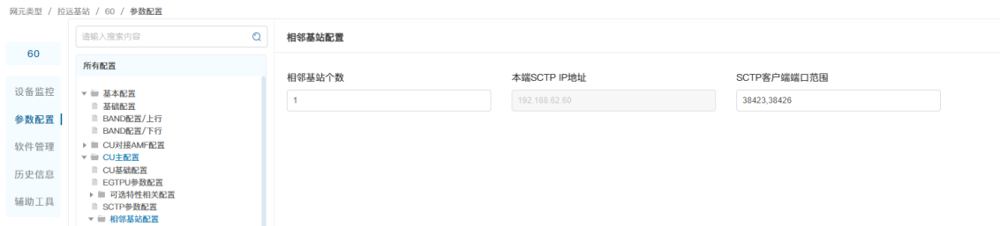 网元类型 / 拉远基站 / 60 / 参数配置
60
设备监控
参数配置
软件管理
历史信息
辅助工具
请输入搜索内容
所有配置
基本配置
基础配置
BAND配置/上行
BAND配置/下行
CU对接AMF配置
CU主配置
CU基础配置
EGTPU参数配置
可选特性相关配置
SCTP参数配置
相邻基站配置
相邻基站配置
相邻基站个数
1
本端SCTP IP地址
192.168.62.60
SCTP客户端端口范围
38423,38426